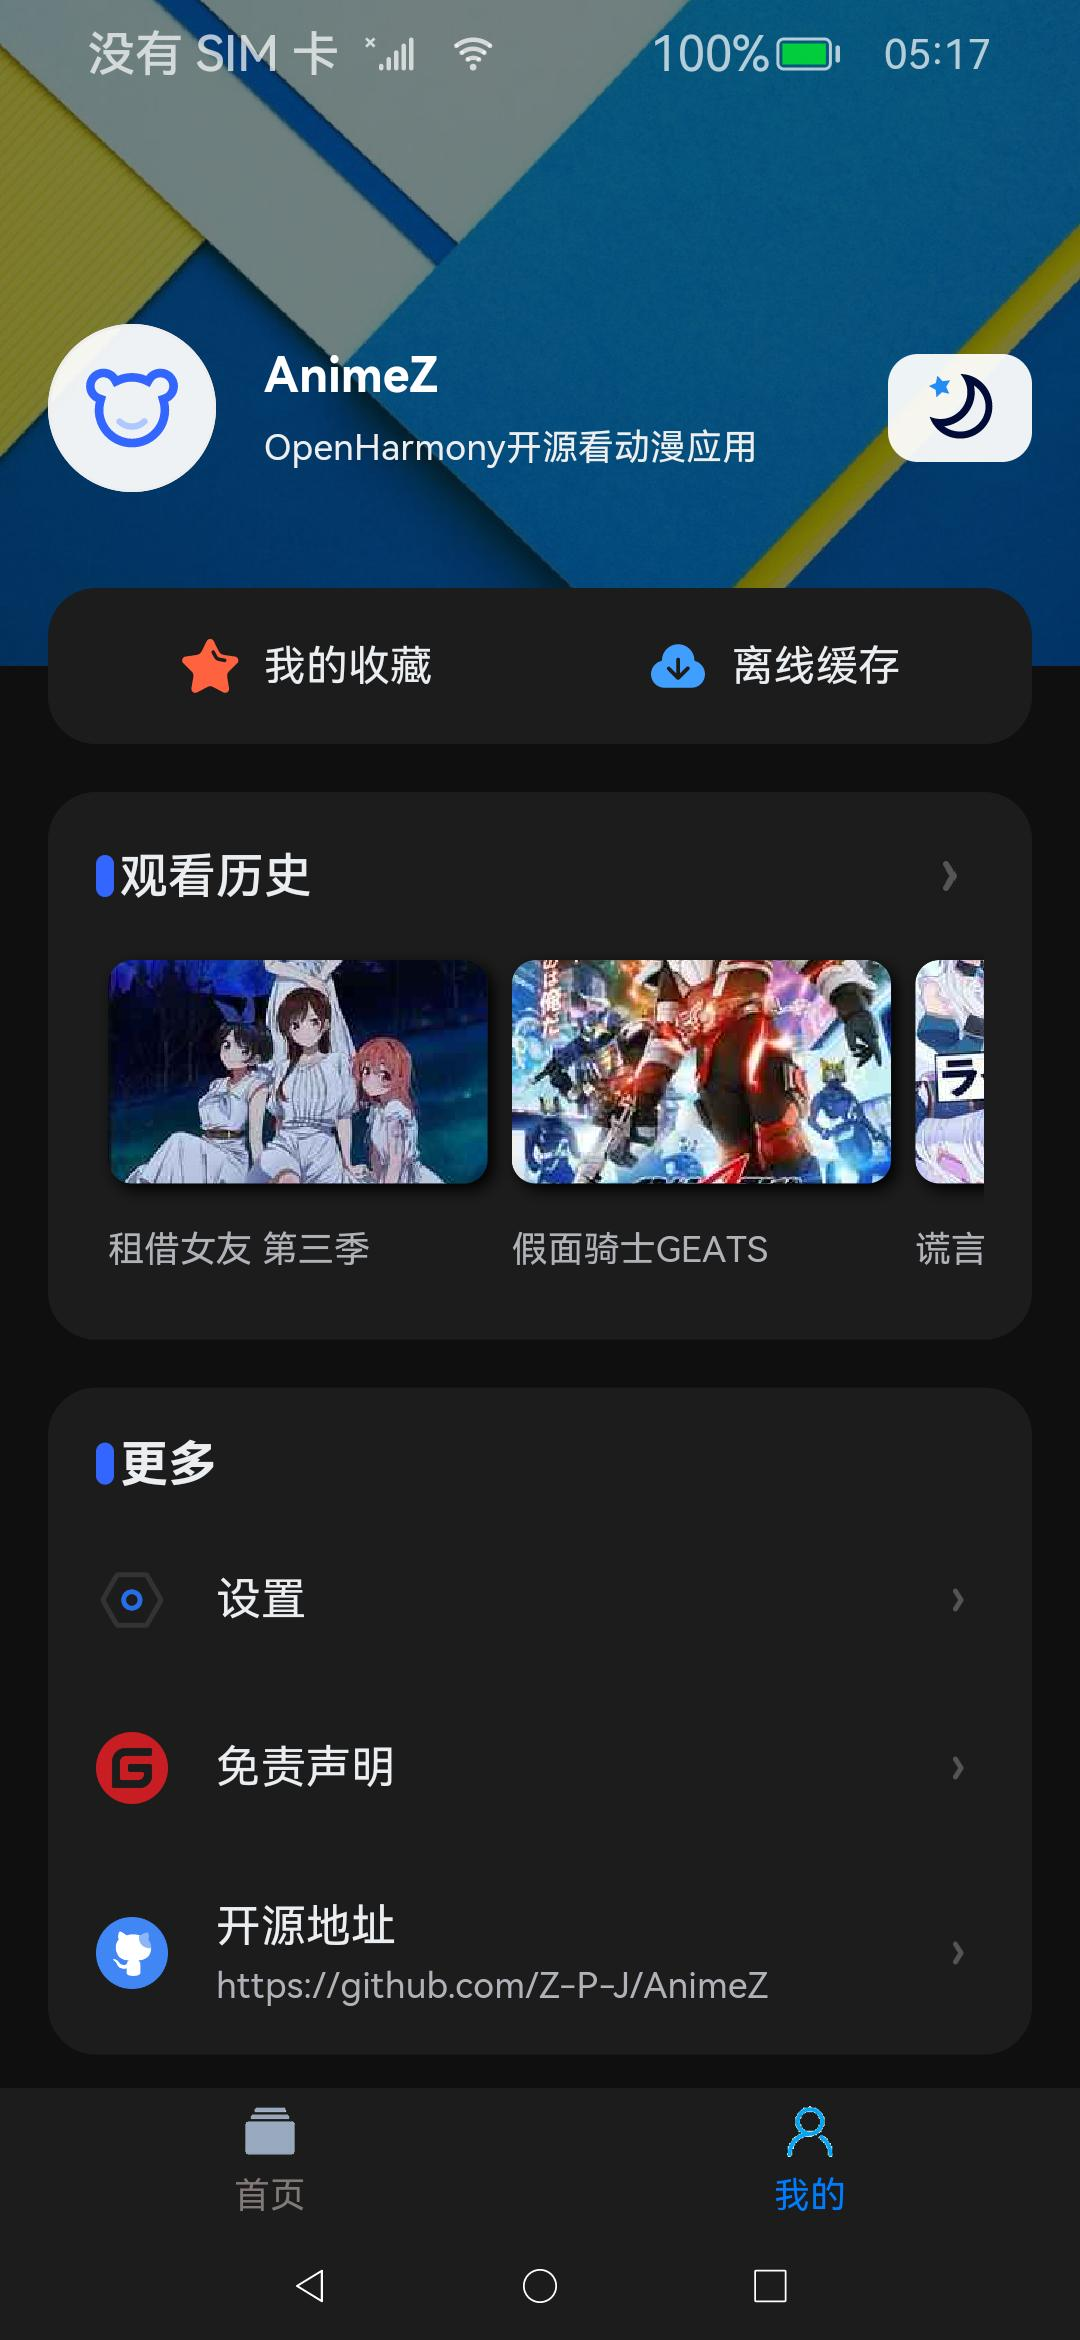 没有 SIM 卡 100% 05:17
AnimeZ
OpenHarmony开源看动漫应用
我的收藏 离线缓存
观看历史
ラ
租借女友 第三季 假面骑士GEATS 谎言
更多
设置
免责声明
开源地址
https://github.com/Z-P-J/AnimeZ
首页 我的